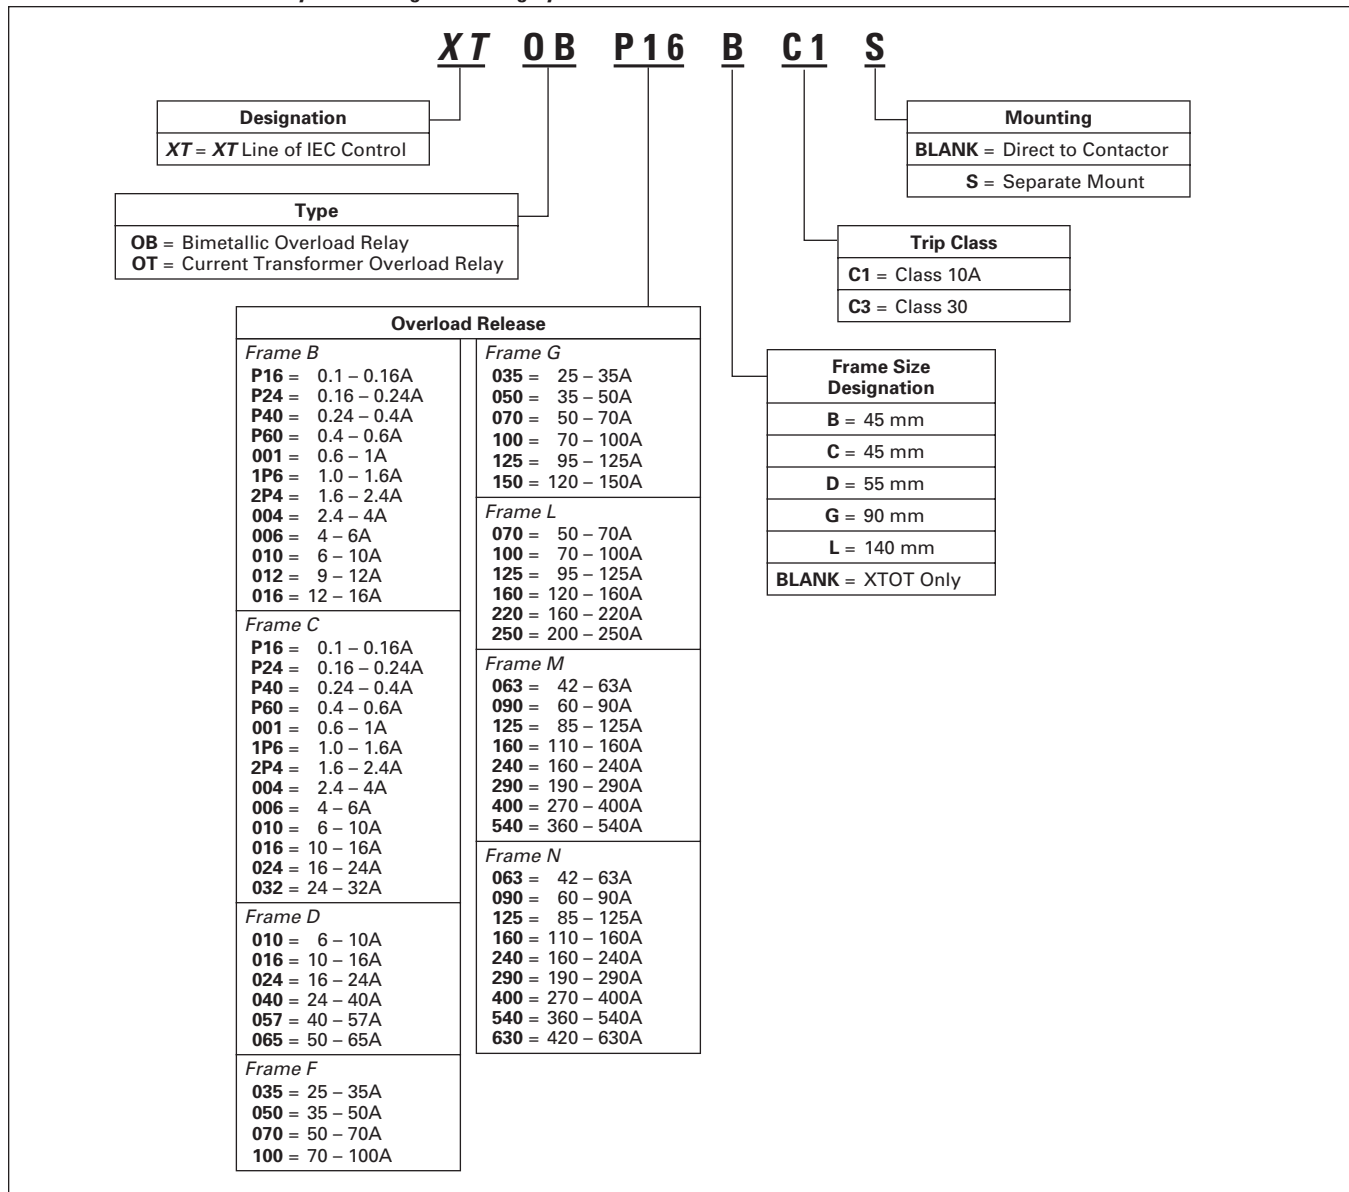 XT OB P16 B C1 S
Designation
XT = XT Line of IEC Control
Type
OB = Bimetallic Overload Relay
OT = Current Transformer Overload Relay
Mounting
BLANK = Direct to Contactor
S = Separate Mount
Trip Class
C1 = Class 10A
C3 = Class 30
Overload Release
Frame B
P16 = 0.1 – 0.16A
P24 = 0.16 – 0.24A
P40 = 0.24 – 0.4A
P60 = 0.4 – 0.6A
001 = 0.6 – 1A
1P6 = 1.0 – 1.6A
2P4 = 1.6 – 2.4A
004 = 2.4 – 4A
006 = 4 – 6A
010 = 6 – 10A
012 = 9 – 12A
016 = 12 – 16A
Frame C
P16 = 0.1 – 0.16A
P24 = 0.16 – 0.24A
P40 = 0.24 – 0.4A
P60 = 0.4 – 0.6A
001 = 0.6 – 1A
1P6 = 1.0 – 1.6A
2P4 = 1.6 – 2.4A
004 = 2.4 – 4A
006 = 4 – 6A
010 = 6 – 10A
016 = 10 – 16A
024 = 16 – 24A
032 = 24 – 32A
Frame D
010 = 6 – 10A
016 = 10 – 16A
024 = 16 – 24A
040 = 24 – 40A
057 = 40 – 57A
065 = 50 – 65A
Frame F
035 = 25 – 35A
050 = 35 – 50A
070 = 50 – 70A
100 = 70 – 100A
Frame G
035 = 25 – 35A
050 = 35 – 50A
070 = 50 – 70A
100 = 70 – 100A
125 = 95 – 125A
150 = 120 – 150A
Frame L
070 = 50 – 70A
100 = 70 – 100A
125 = 95 – 125A
160 = 120 – 160A
220 = 160 – 220A
250 = 200 – 250A
Frame M
063 = 42 – 63A
090 = 60 – 90A
125 = 85 – 125A
160 = 110 – 160A
240 = 160 – 240A
290 = 190 – 290A
400 = 270 – 400A
540 = 360 – 540A
Frame N
063 = 42 – 63A
090 = 60 – 90A
125 = 85 – 125A
160 = 110 – 160A
240 = 160 – 240A
290 = 190 – 290A
400 = 270 – 400A
540 = 360 – 540A
630 = 420 – 630A
Frame Size
Designation
B = 45 mm
C = 45 mm
D = 55 mm
G = 90 mm
L = 140 mm
BLANK = XTOT Only